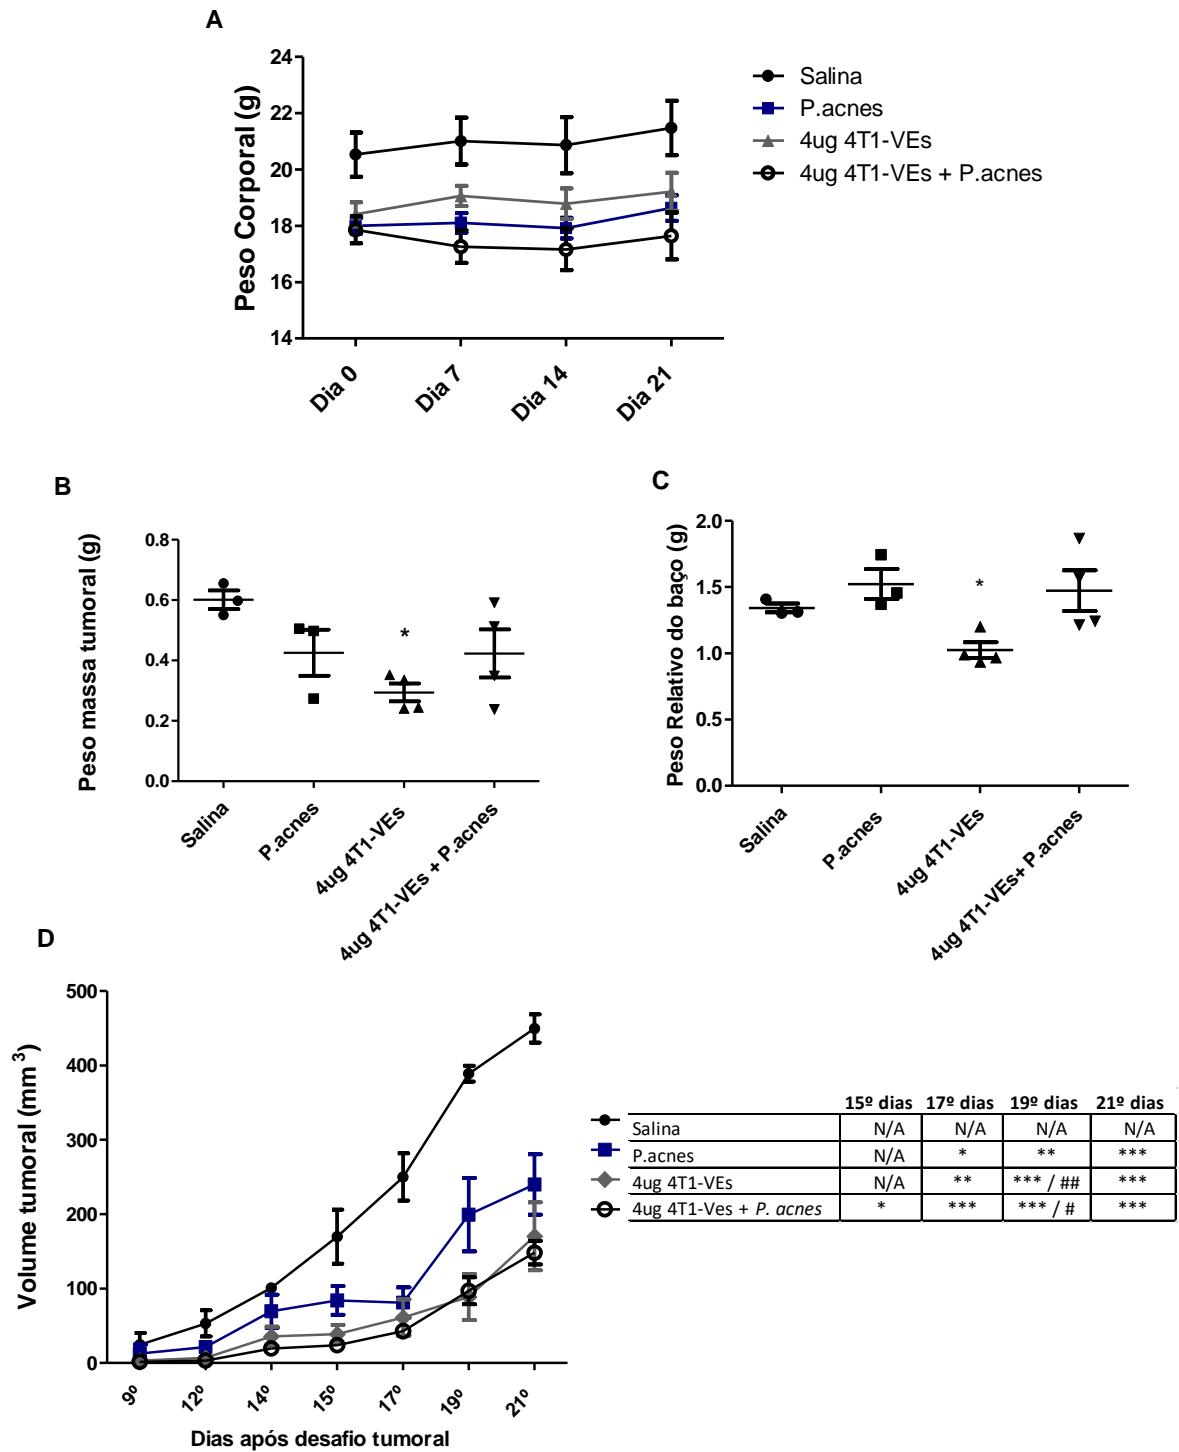 A
24
22
20
18
16
14
Peso Corporal (g)
Dia 0
Dia 7
Dia 14
Dia 21
Salina
P.acnes
4ug 4T1-VEs
4ug 4T1-VEs + P.acnes
B
0.8
0.6
0.4
0.2
0.0
Peso massa tumoral (g)
*
Salina
P.acnes
4ug 4T1-VEs
4ug 4T1-VEs + P.acnes
C
2.0
1.5
1.0
0.5
0.0
Peso Relativo do baço (g)
*
Salina
P.acnes
4ug 4T1-VEs
4ug 4T1-VEs+ P.acnes
D
500
400
300
200
100
0
Volume tumoral (mm³)
9º
12º
14º
15º
17º
19º
21º
Dias após desafio tumoral
15º dias 17º dias 19º dias 21º dias
Salina N/A N/A N/A N/A
P.acnes N/A * ** ***
4ug 4T1-VEs N/A ** *** / ## ***
4ug 4T1-Ves + P. acnes * *** *** / # ***